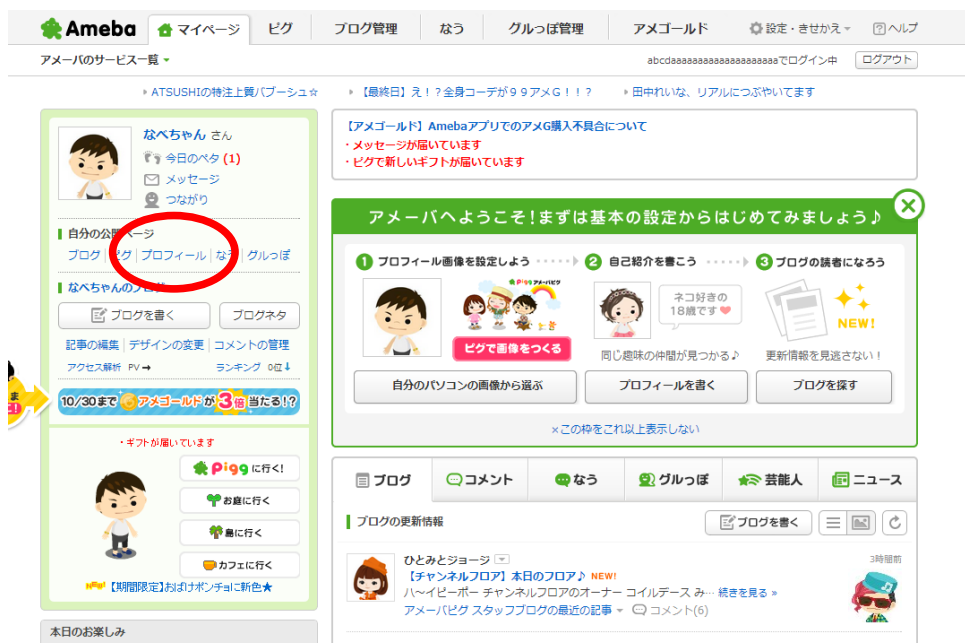 Ameba マイページ ピグ ブログ管理 なう グルっぽ管理 アメゴールド 設定・きせかえ ヘルプ
アメーバのサービス一覧 abcdaaaaaaaaaaaaaaaaaaaaaでログイン中 ログアウト
ATSUSHIの特注上質バブーシュ☆ 【最終日】え！？全身コーデが９９アメG！！？ 田中れいな、リアルにつぶやいてます
なべちゃん さん
今日のペタ (1)
メッセージ
つながり
自分の公開ページ
ブログ ピグ プロフィール なう グルっぽ
なべちゃんのブログ
ブログを書く ブログネタ
記事の編集 デザインの変更 コメントの管理
アクセス解析 PV ランキング 0位
10/30まで アメゴールドが3倍当たる!?
・ギフトが届いています
Pigg に行く!
お庭に行く
島に行く
カフェに行く
New! 【期間限定】おばけポンチョに新色★
本日のお楽しみ
【アメゴールド】AmebaアプリでのアメG購入不具合について
・メッセージが届いています
・ピグで新しいギフトが届いています
アメーバへようこそ!まずは基本の設定からはじめてみましょう♪
1 プロフィール画像を設定しよう 2 自己紹介を書こう 3 ブログの読者になろう
Pigg アメーバピグ
ピグで画像をつくる
ネコ好きの
18歳です
NEW!
同じ趣味の仲間が見つかる♪ 更新情報を見逃さない！
自分のパソコンの画像から選ぶ プロフィールを書く ブログを探す
×この枠をこれ以上表示しない
ブログ コメント なう グルっぽ 芸能人 ニュース
ブログの更新情報 ブログを書く
ひとみとジョージ 3時間前
【チャンネルフロア】本日のフロア♪ NEW!
ハ〜イピーポー チャンネルフロアのオーナー コイルデース み… 続きを見る »
アメーバピグ スタッフブログの最近の記事 コメント(6)